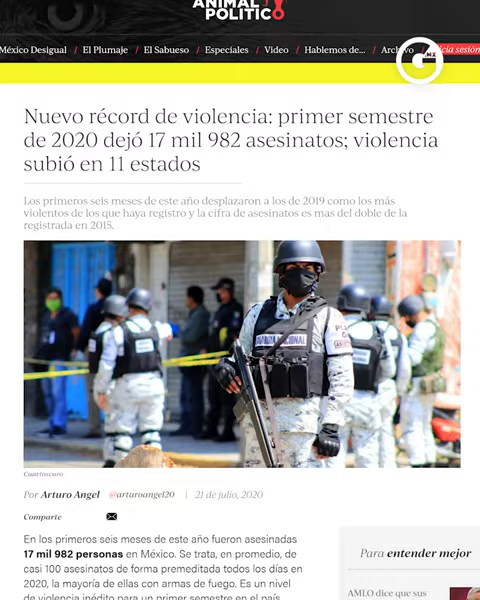 ANIMAL
POLITICO
México Desigual / El Plumaje / El Sabueso / Especiales / Video / Hablemos de... / Archivo
sesión
G
MX
Nuevo récord de violencia: primer semestre
de 2020 dejó 17 mil 982 asesinatos; violencia
subió en 11 estados
Los primeros seis meses de este año desplazaron a los de 2019 como los más
violentos de los que haya registro y la cifra de asesinatos es mas del doble de la
registrada en 2015.
GUARDIA NACIONAL
Cuartoscuro
Por Arturo Angel @arturoangel20 | 21 de julio, 2020
Comparte
En los primeros seis meses de este año fueron asesinadas
17 mil 982 personas en México. Se trata, en promedio, de
casi 100 asesinatos de forma premeditada todos los días en
2020, la mayoría de ellas con armas de fuego. Es un nivel
de violencia inédito para un primer semestre en el país
Para entender mejor
AMLO dice que sus